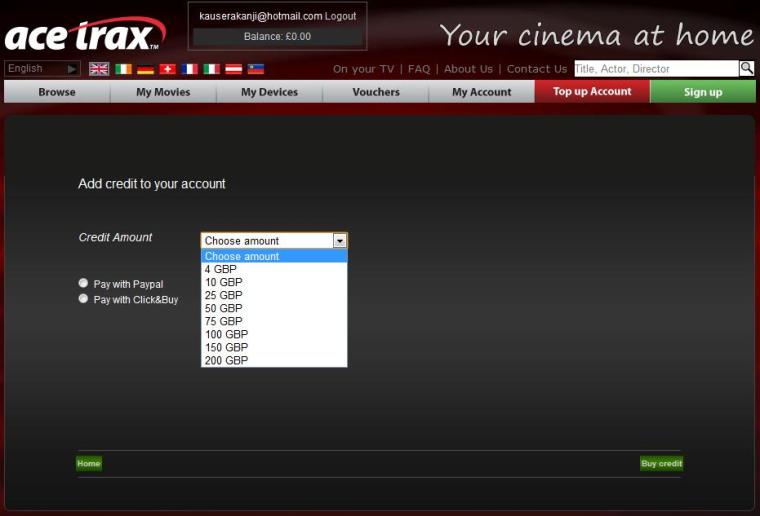 kauserakanji@hotmail.com Logout
Balance: £0.00
ace trax TM
Your cinema at home
English
On your TV | FAQ | About Us | Contact Us
Title, Actor, Director
Browse
My Movies
My Devices
Vouchers
My Account
Top up Account
Sign up
Add credit to your account
Credit Amount
Choose amount
Choose amount
4 GBP
10 GBP
25 GBP
50 GBP
75 GBP
100 GBP
150 GBP
200 GBP
Pay with Paypal
Pay with Click&Buy
Home
Buy credit